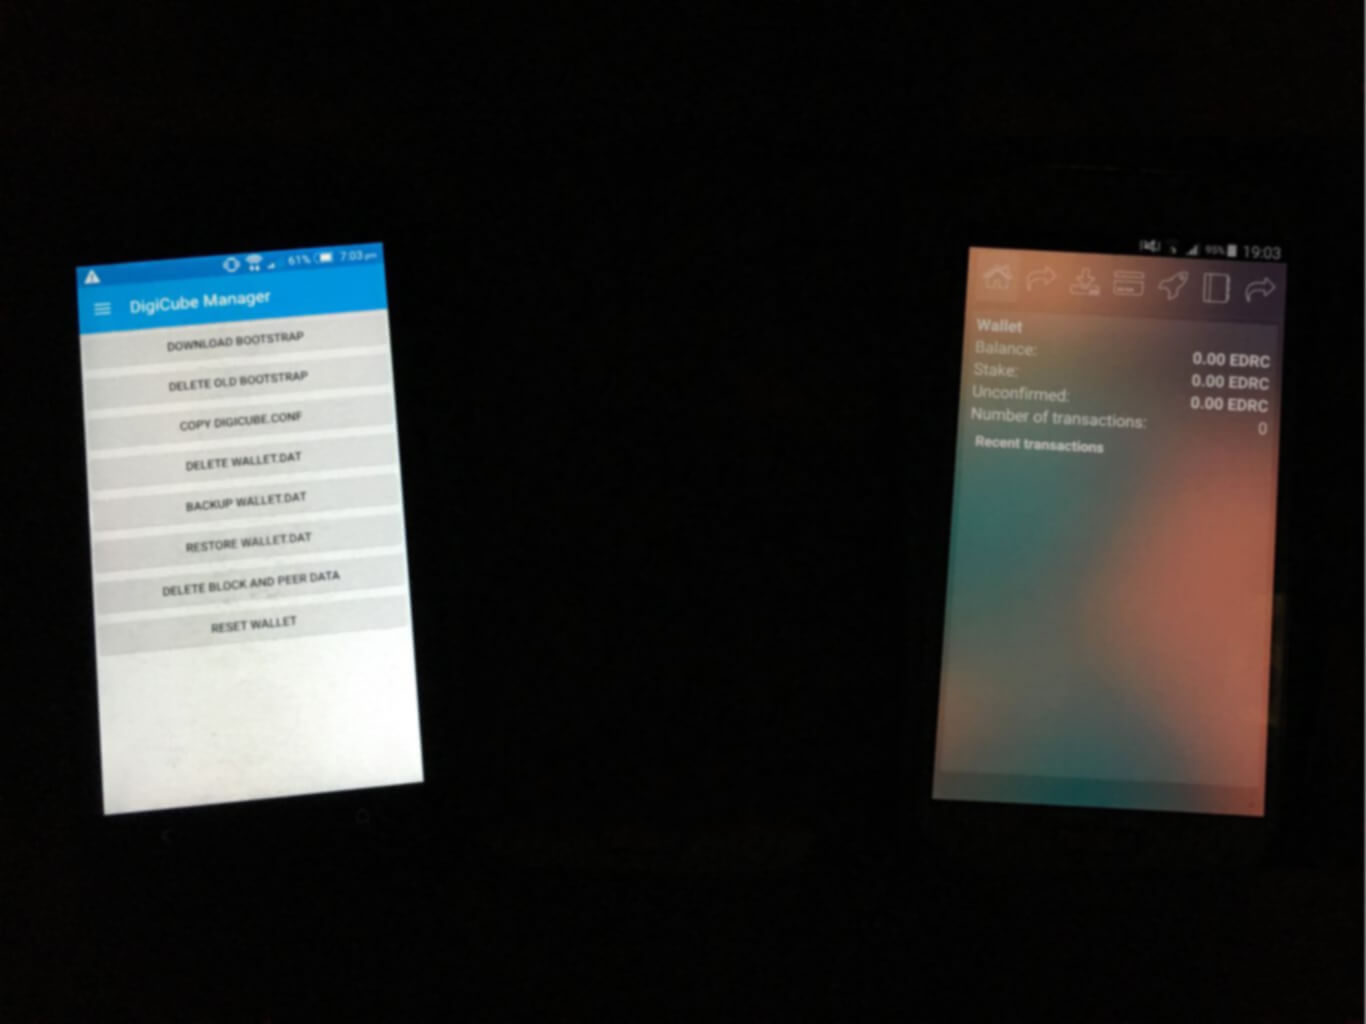 61% 7:03 pm
DigiCube Manager
DOWNLOAD BOOTSTRAP
DELETE OLD BOOTSTRAP
COPY DIGICUBE.CONF
DELETE WALLET.DAT
BACKUP WALLET.DAT
RESTORE WALLET.DAT
DELETE BLOCK AND PEER DATA
RESET WALLET
95% 19:03
Wallet
Balance: 0.00 EDRC
Stake: 0.00 EDRC
Unconfirmed: 0.00 EDRC
Number of transactions: 0
Recent transactions